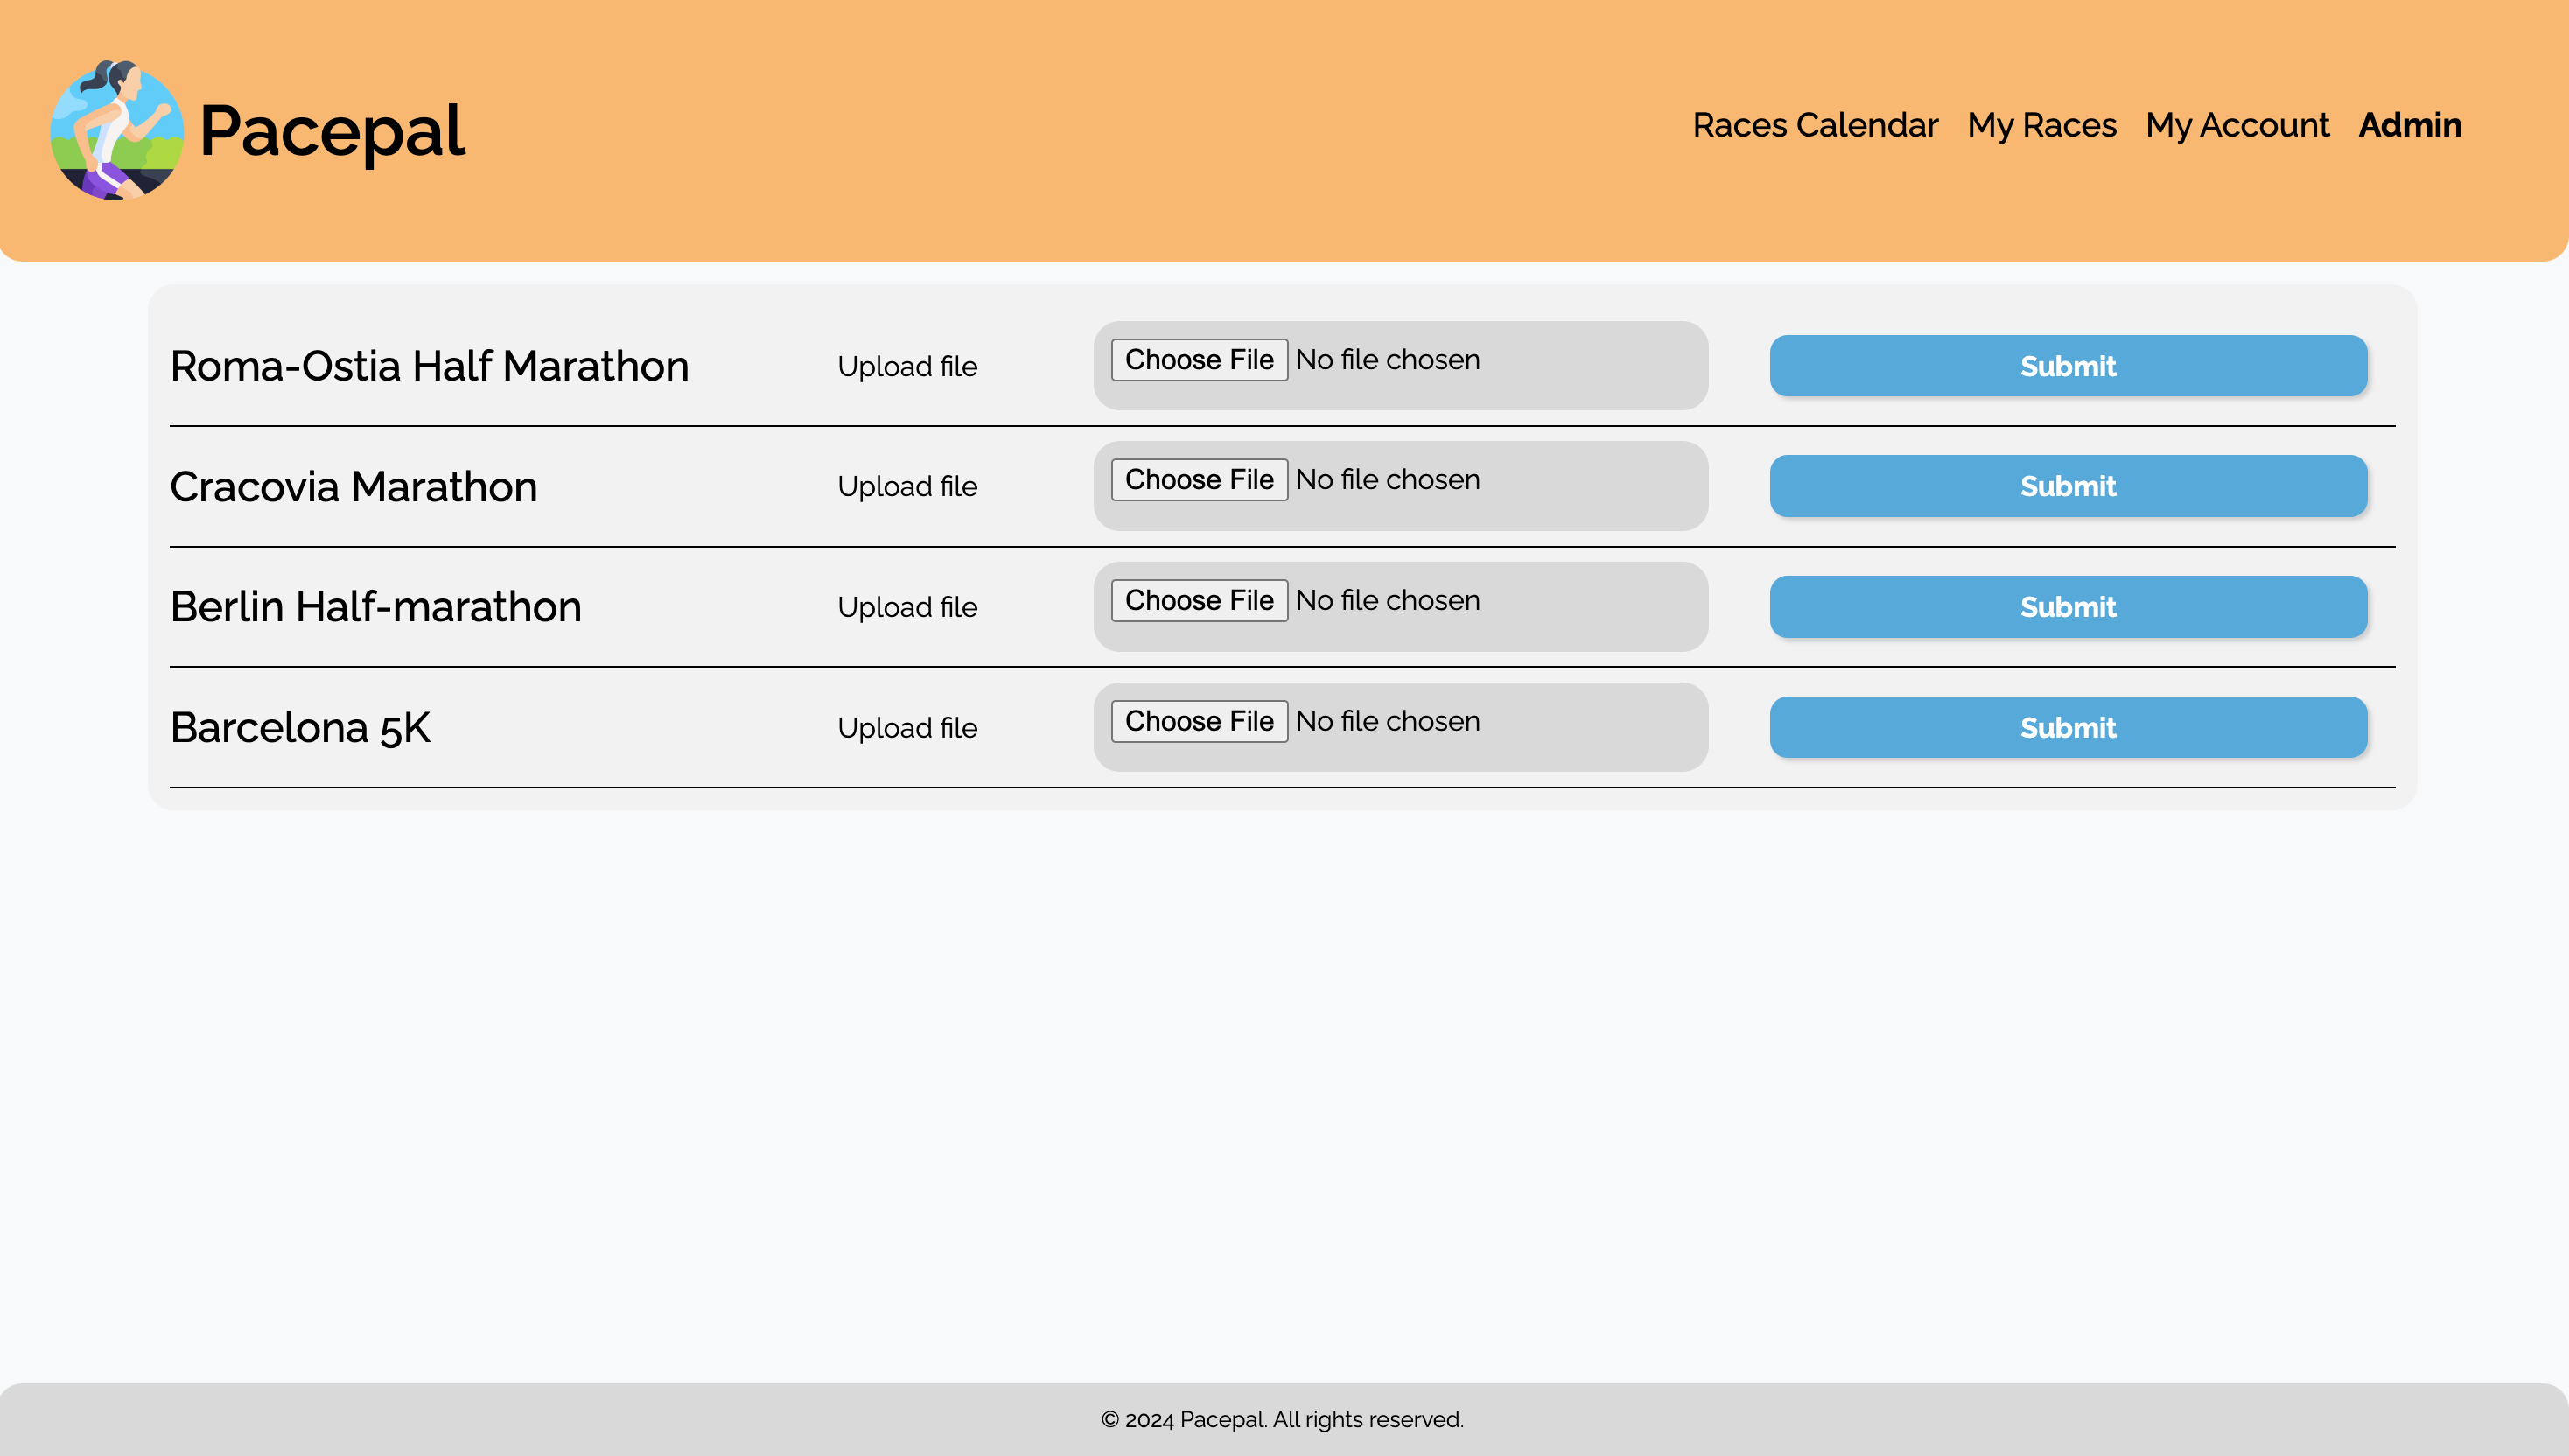 Pacepal
Races Calendar My Races My Account Admin
Roma-Ostia Half Marathon Upload file Choose File No file chosen Submit
Cracovia Marathon Upload file Choose File No file chosen Submit
Berlin Half-marathon Upload file Choose File No file chosen Submit
Barcelona 5K Upload file Choose File No file chosen Submit
© 2024 Pacepal. All rights reserved.